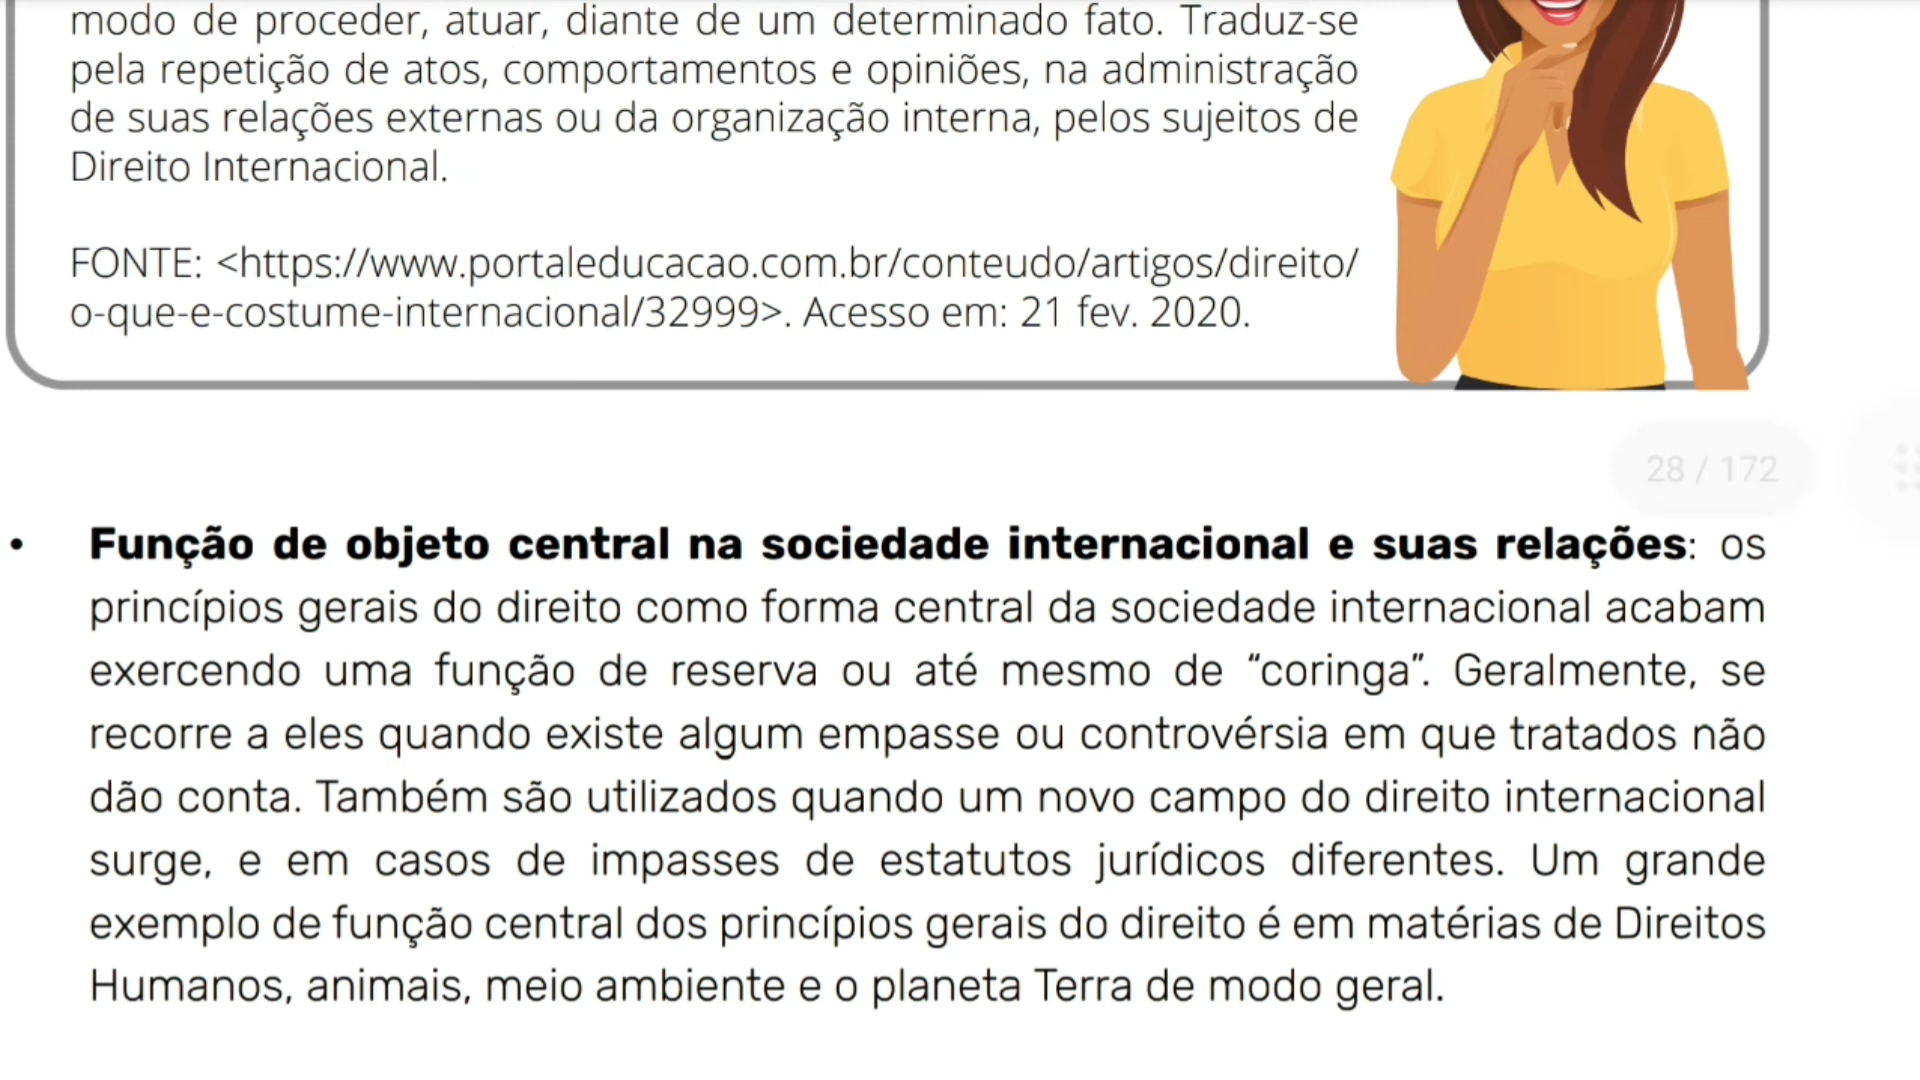 modo de proceder, atuar, diante de um determinado fato. Traduz-se
pela repetição de atos, comportamentos e opiniões, na administração
de suas relações externas ou da organização interna, pelos sujeitos de
Direito Internacional.
FONTE: <https://www.portaleducacao.com.br/conteudo/artigos/direito/
o-que-e-costume-internacional/32999>. Acesso em: 21 fev. 2020.
28 / 172
• Função de objeto central na sociedade internacional e suas relações: os
princípios gerais do direito como forma central da sociedade internacional acabam
exercendo uma função de reserva ou até mesmo de “coringa”. Geralmente, se
recorre a eles quando existe algum empasse ou controvérsia em que tratados não
dão conta. Também são utilizados quando um novo campo do direito internacional
surge, e em casos de impasses de estatutos jurídicos diferentes. Um grande
exemplo de função central dos princípios gerais do direito é em matérias de Direitos
Humanos, animais, meio ambiente e o planeta Terra de modo geral.